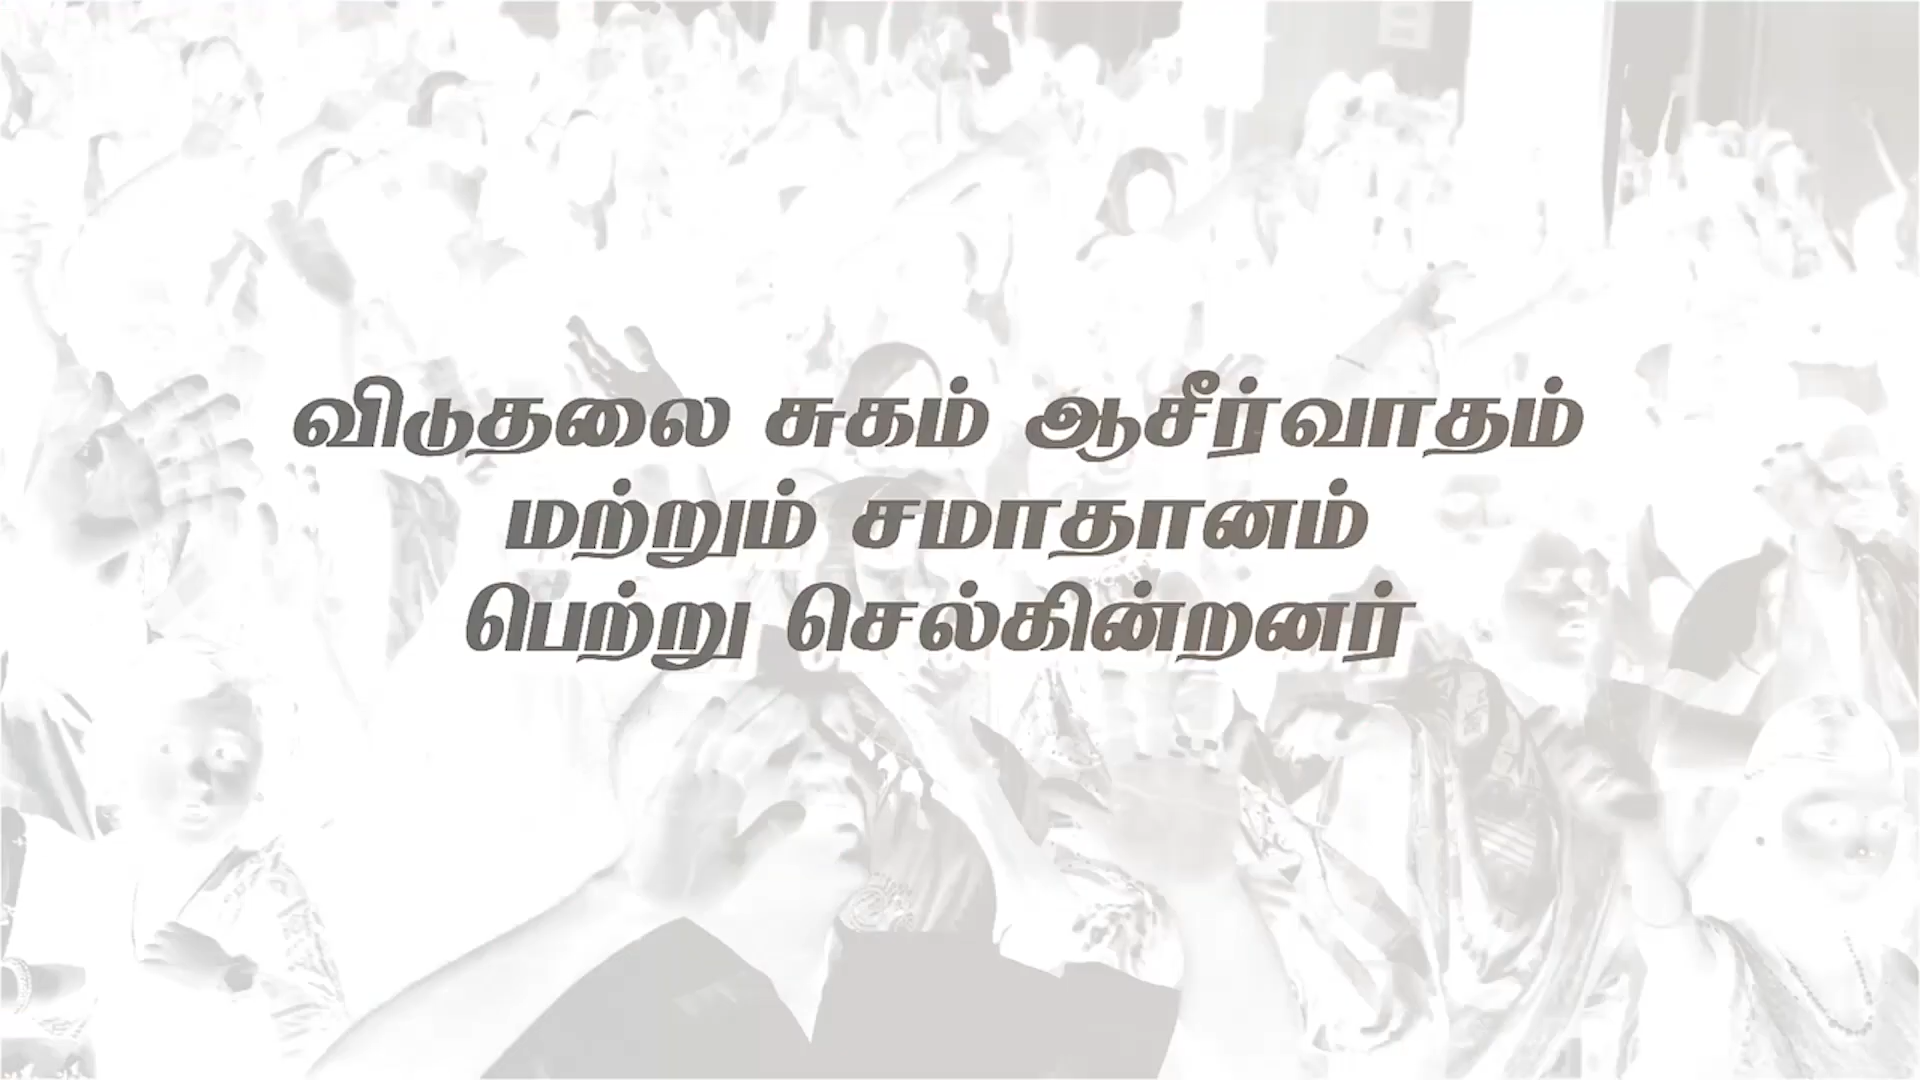 விடுதலை சுகம் ஆசீர்வாதம்
மற்றும் சமாதானம்
பெற்று செல்கின்றனர்